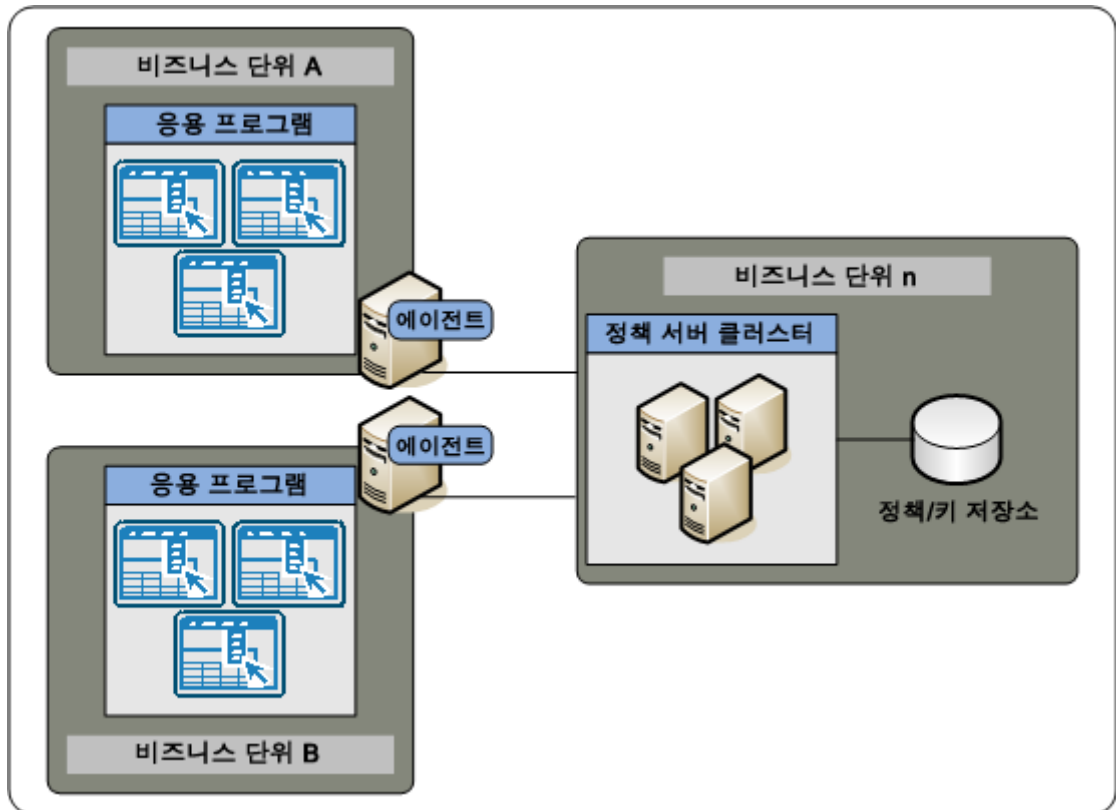 비즈니스 단위 A
응용 프로그램
에이전트
에이전트
응용 프로그램
비즈니스 단위 B
비즈니스 단위 n
정책 서버 클러스터
정책/키 저장소